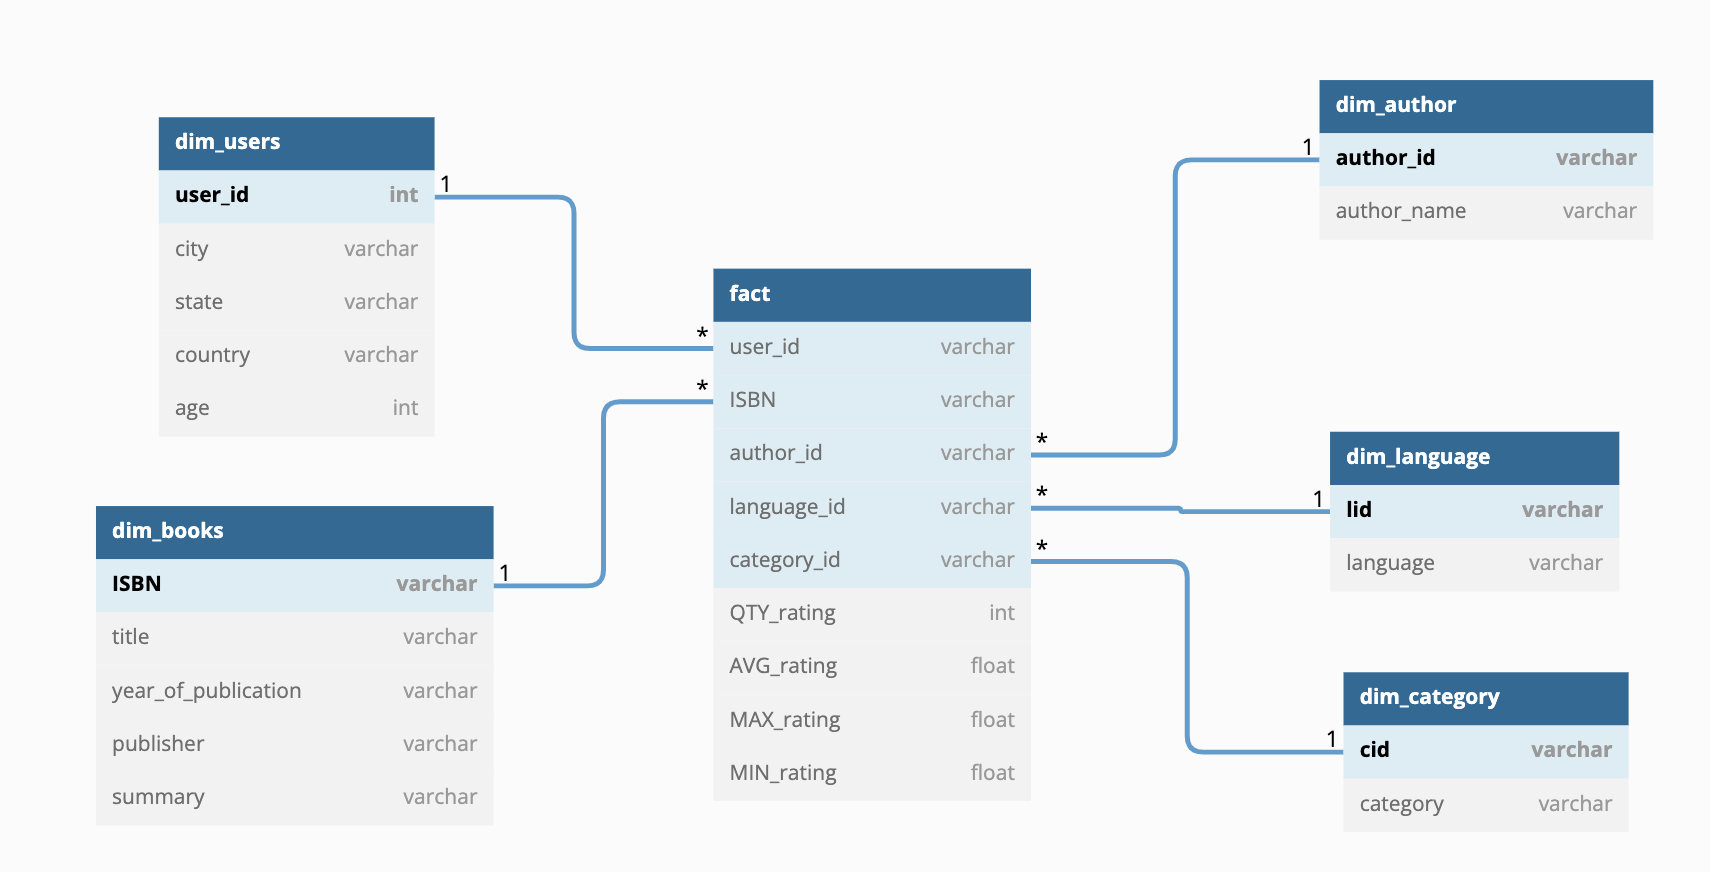 dim_users
user_id int
city varchar
state varchar
country varchar
age int
1
dim_books
ISBN varchar
title varchar
year_of_publication varchar
publisher varchar
summary varchar
1
fact
* user_id varchar
* ISBN varchar
author_id varchar *
language_id varchar *
category_id varchar *
QTY_rating int
AVG_rating float
MAX_rating float
MIN_rating float
dim_author
1 author_id varchar
author_name varchar
dim_language
1 lid varchar
language varchar
dim_category
1 cid varchar
category varchar